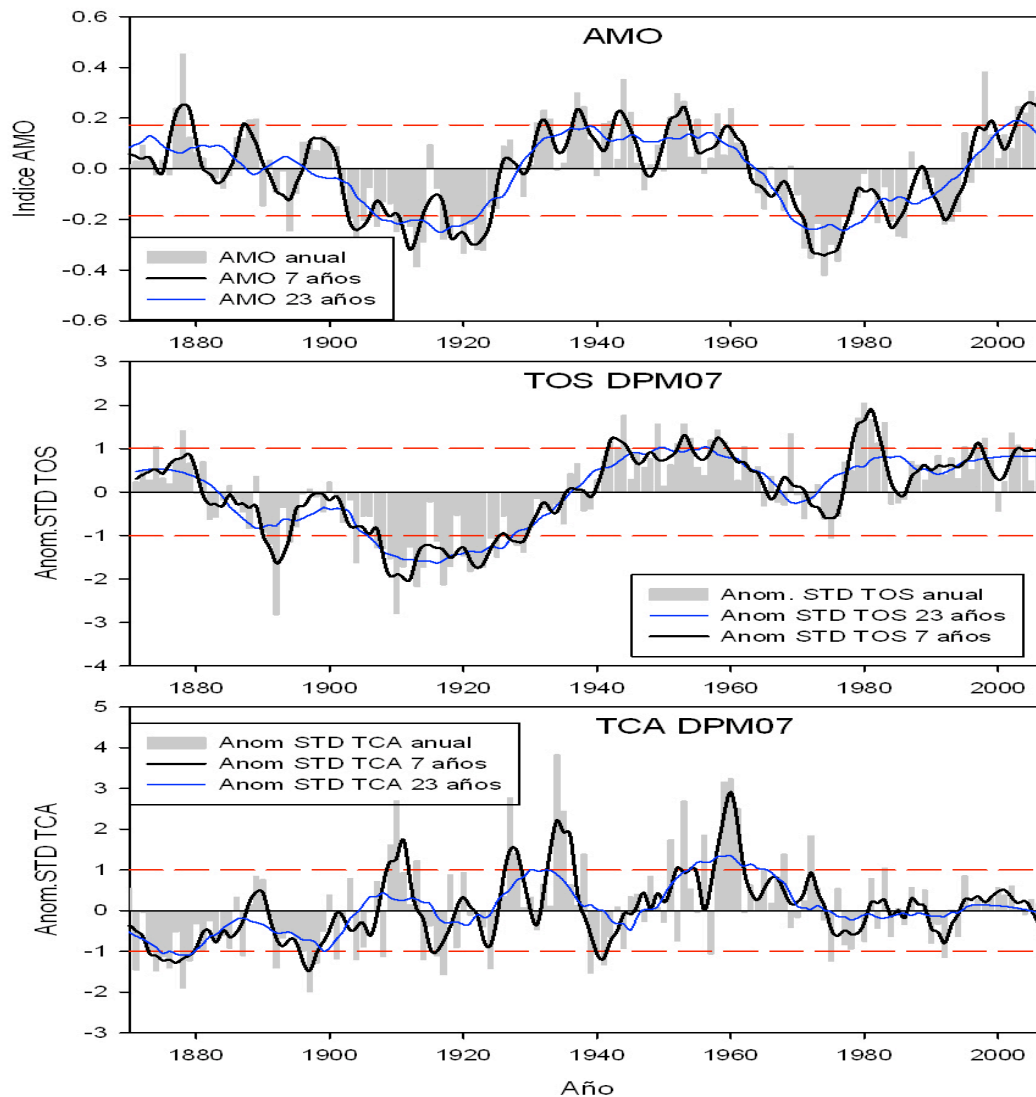 AMO
Indice AMO
0.6
0.4
0.2
0.0
-0.2
-0.4
-0.6
AMO anual
AMO 7 años
AMO 23 años
1880 1900 1920 1940 1960 1980 2000
TOS DPM07
Anom.STD TOS
3
2
1
0
-1
-2
-3
-4
Anom. STD TOS anual
Anom STD TOS 23 años
Anom STD TOS 7 años
1880 1900 1920 1940 1960 1980 2000
TCA DPM07
Anom.STD TCA
5
4
3
2
1
0
-1
-2
-3
Anom STD TCA anual
Anom STD TCA 7 años
Anom STD TCA 23 años
1880 1900 1920 1940 1960 1980 2000
Año